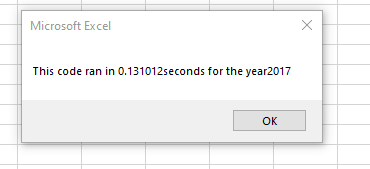 Microsoft Excel
This code ran in 0.131012seconds for the year2017
OK